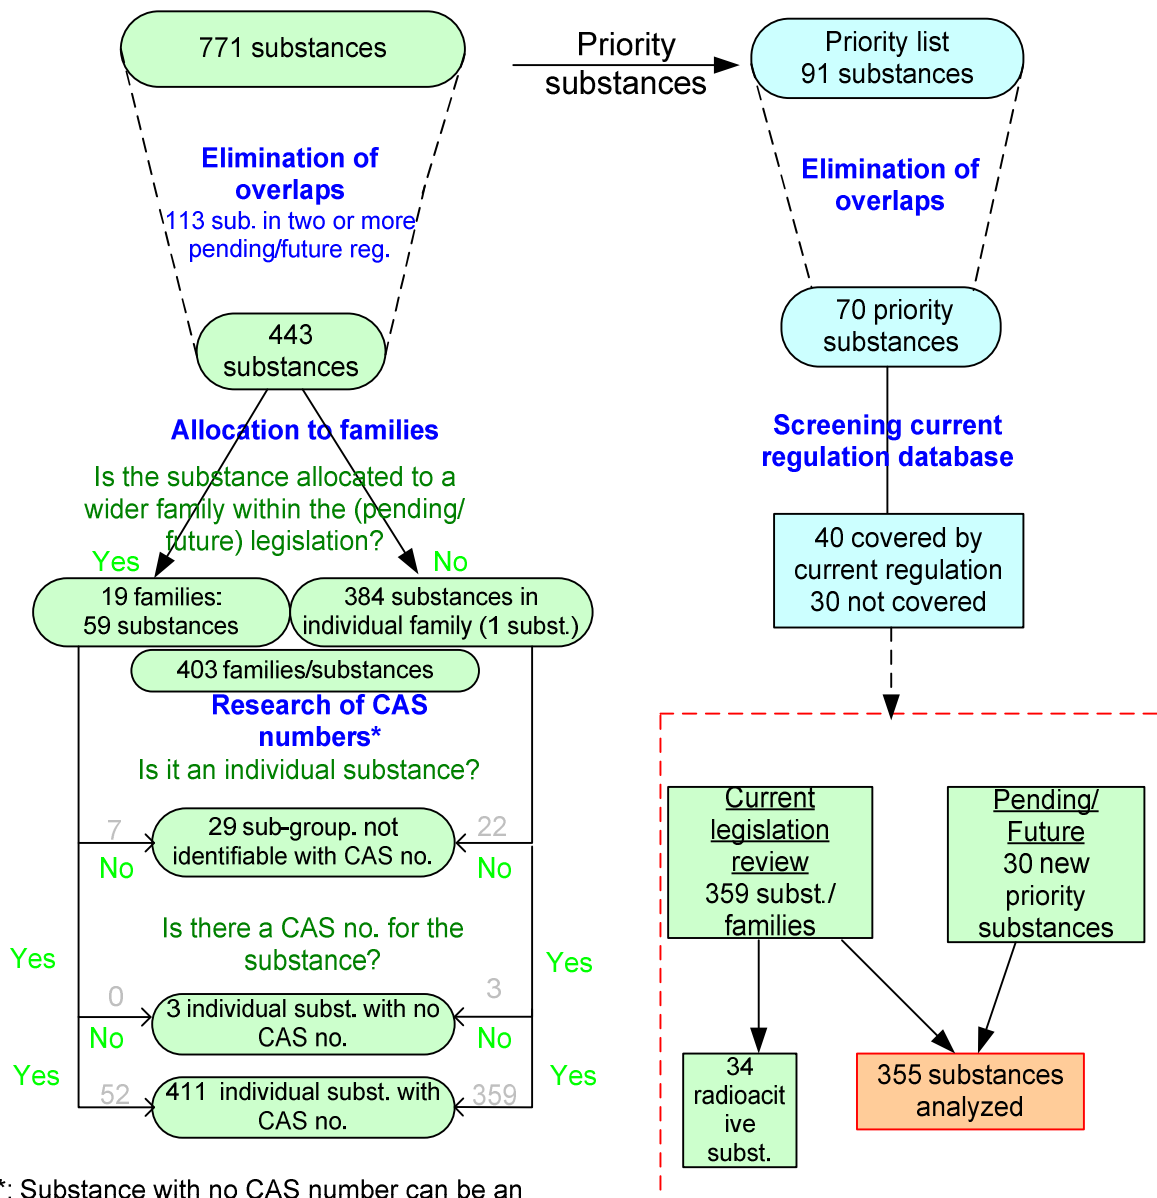 771 substances
Priority
substances
Priority list
91 substances
Elimination of
overlaps
113 sub. in two or more
pending/future reg.
Elimination of
overlaps
443
substances
70 priority
substances
Allocation to families
Is the substance allocated to a
wider family within the (pending/
future) legislation?
Yes
No
Screening current
regulation database
19 families:
59 substances
384 substances in
individual family (1 subst.)
403 families/substances
40 covered by
current regulation
30 not covered
Research of CAS
numbers*
Is it an individual substance?
7
No
29 sub-group. not
identifiable with CAS no.
22
No
Is there a CAS no. for the
substance?
Yes
Yes
0
No
3 individual subst. with no
CAS no.
3
No
Yes
Yes
52
411 individual subst. with
CAS no.
359
Current
legislation
review
359 subst./
families
Pending/
Future
30 new
priority
substances
34
radioacit
ive
subst.
355 substances
analyzed
*: Substance with no CAS number can be an